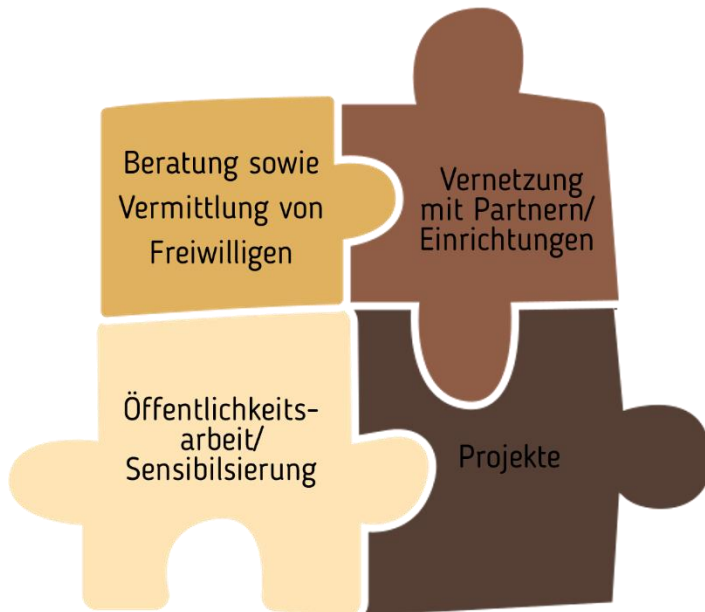 Beratung sowie
Vermittlung von
Freiwilligen
Vernetzung
mit Partnern/
Einrichtungen
Öffentlichkeits-
arbeit/
Sensibilsierung
Projekte